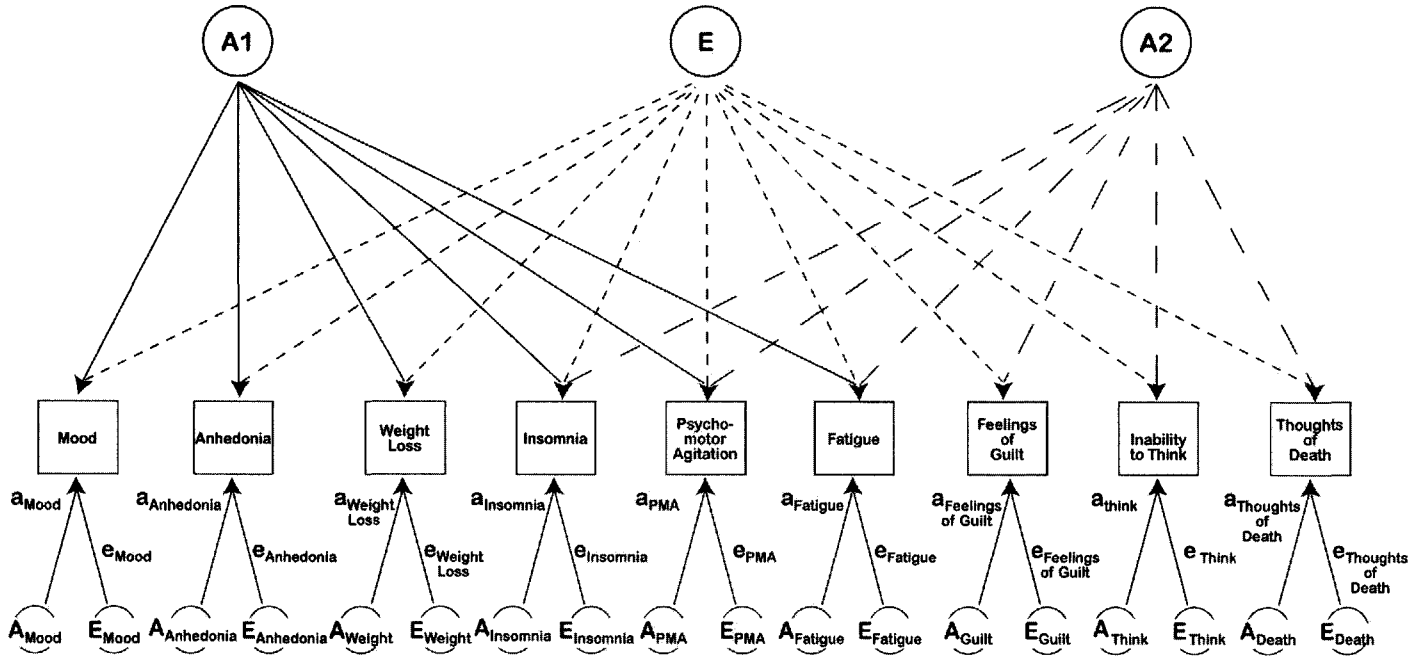 A1
E
A2
Mood
Anhedonia
Weight
Loss
Insomnia
Psycho-
motor
Agitation
Fatigue
Feelings
of
Guilt
Inability
to Think
Thoughts
of
Death
aMood
eMood
aAnhedonia
eAnhedonia
aWeight
Loss
eWeight
Loss
aInsomnia
eInsomnia
aPMA
ePMA
aFatigue
eFatigue
aFeelings
of Guilt
eFeelings
of Guilt
athink
eThink
aThoughts
of
Death
eThoughts
of
Death
AMood
EMood
AAnhedonia
EAnhedonia
AWeight
EWeight
AInsomnia
EInsomnia
APMA
EPMA
AFatigue
EFatigue
AGuilt
EGuilt
AThink
EThink
ADeath
EDeath